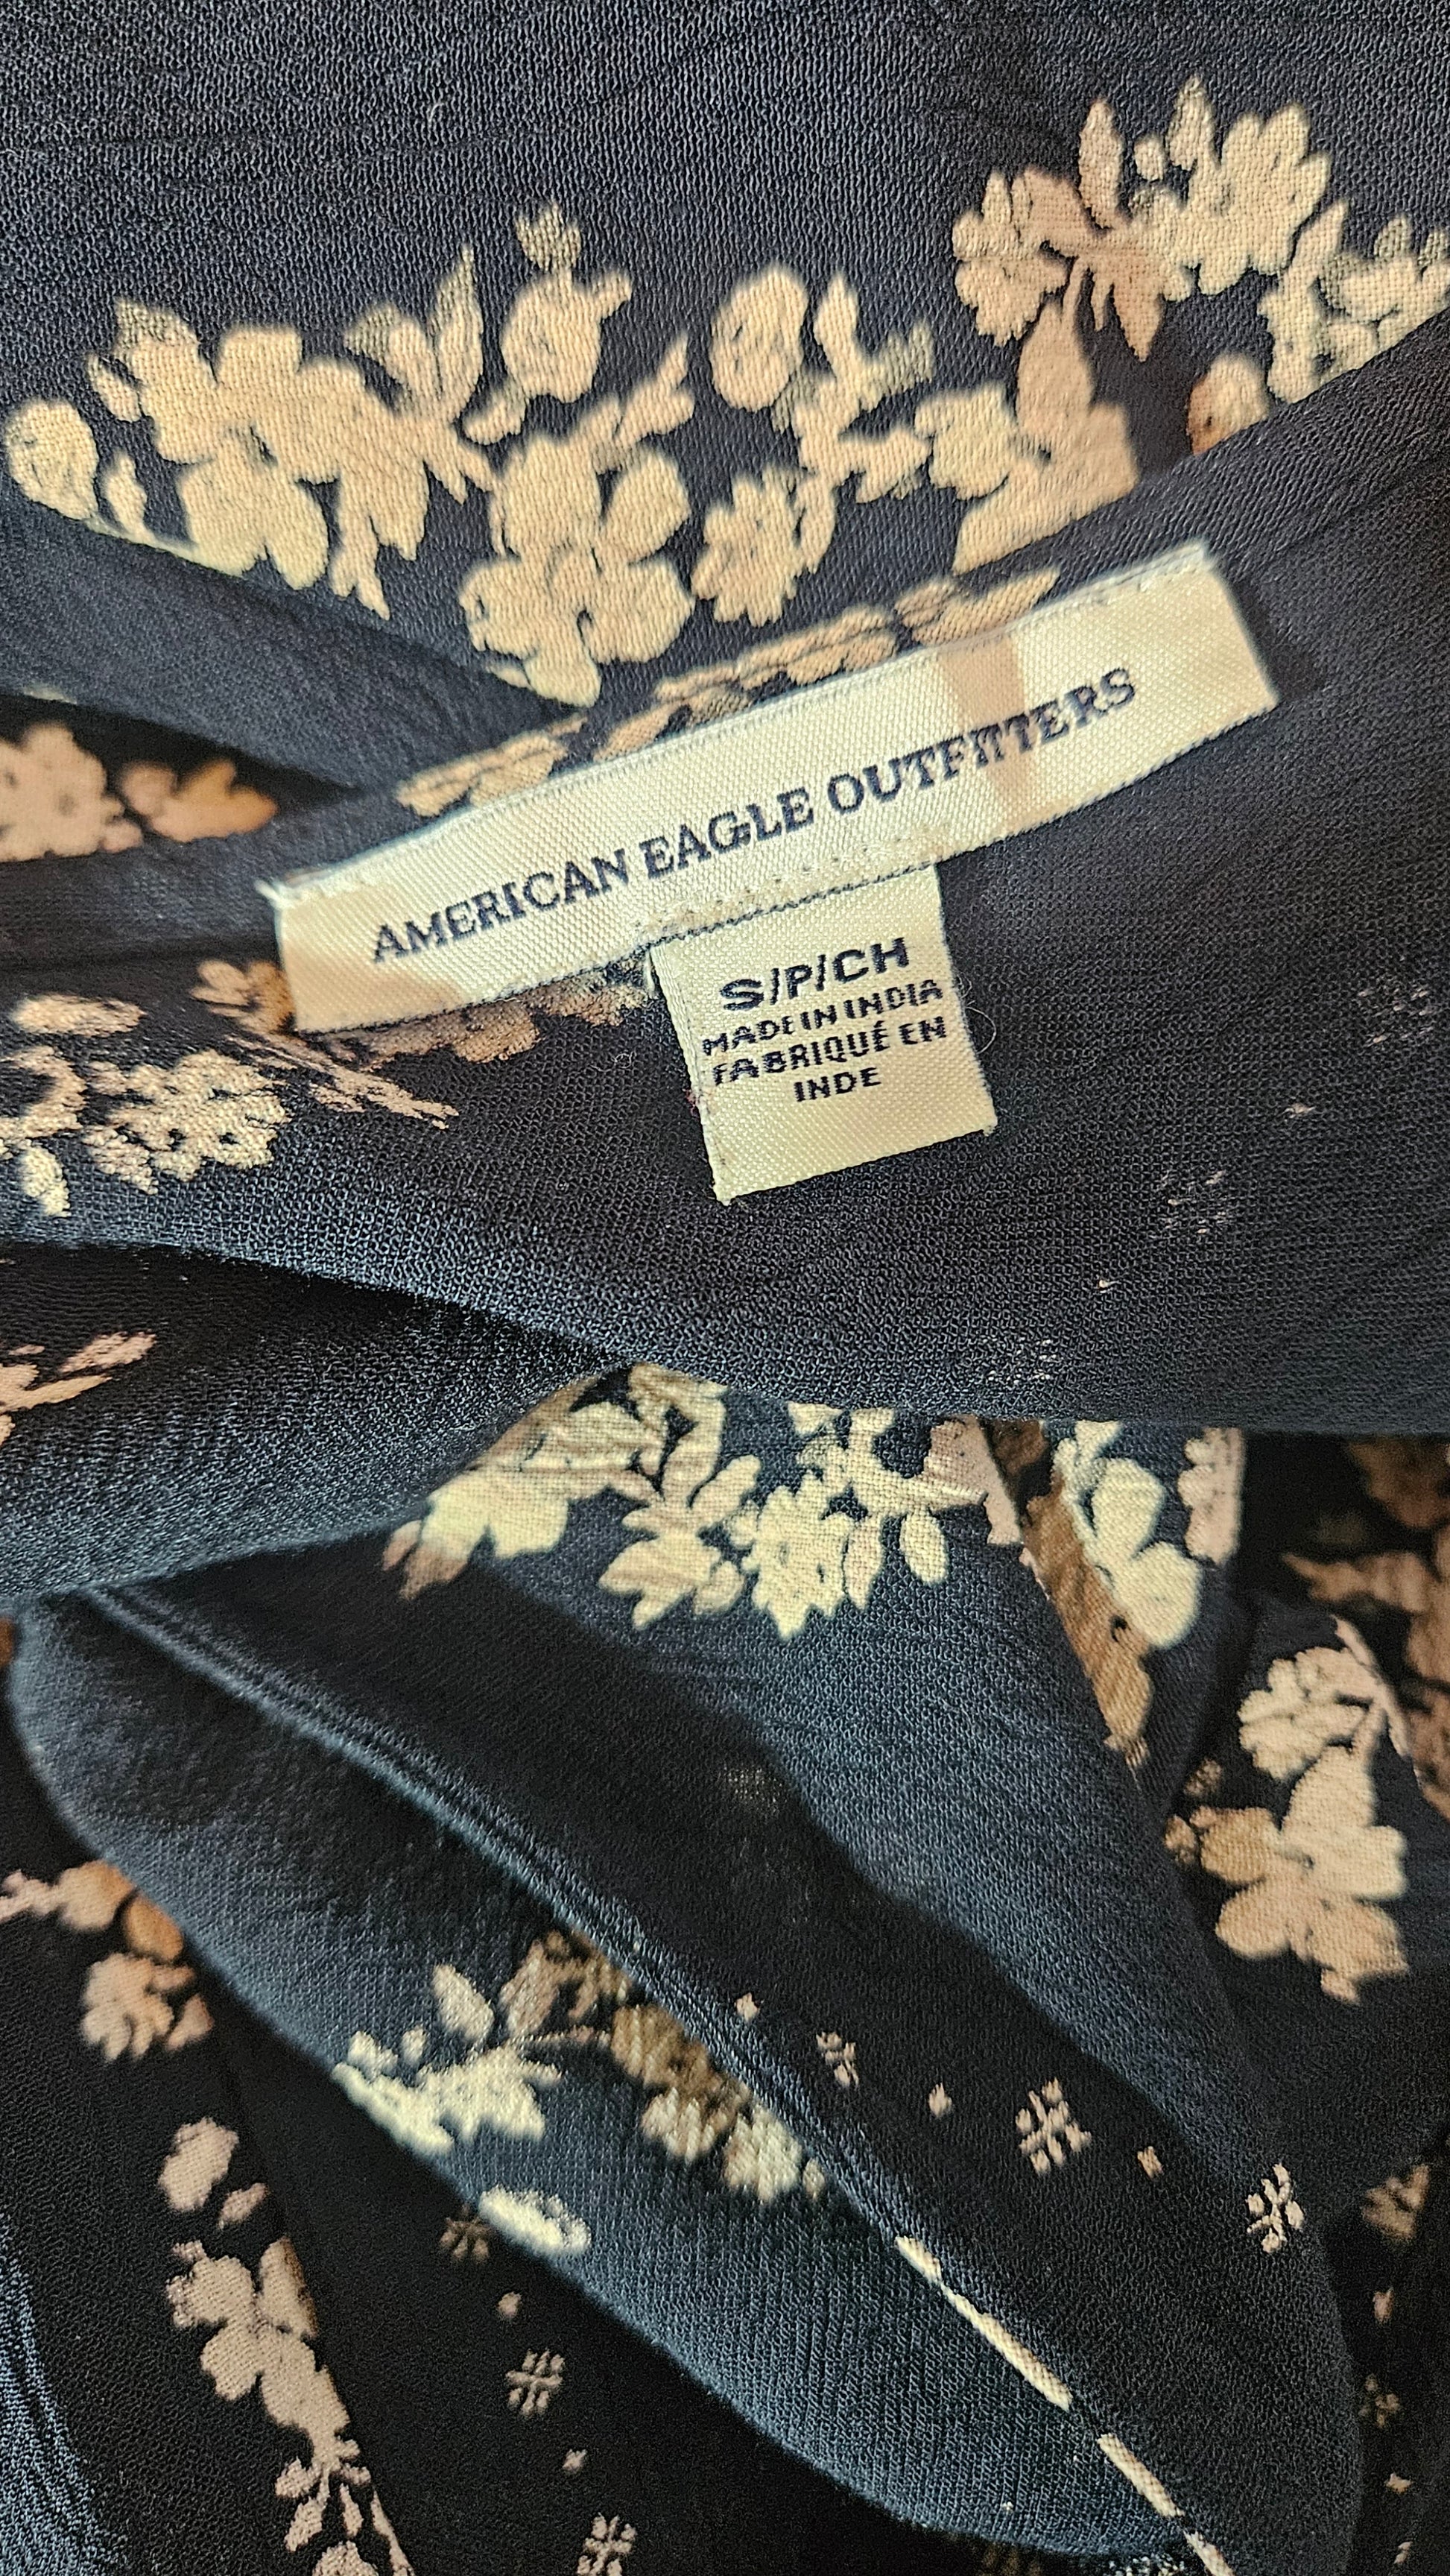 AMERICAN EAGLE OUTFITTERS
S/P/CH
MADE IN INDIA
FABRIQUÉ EN
INDE